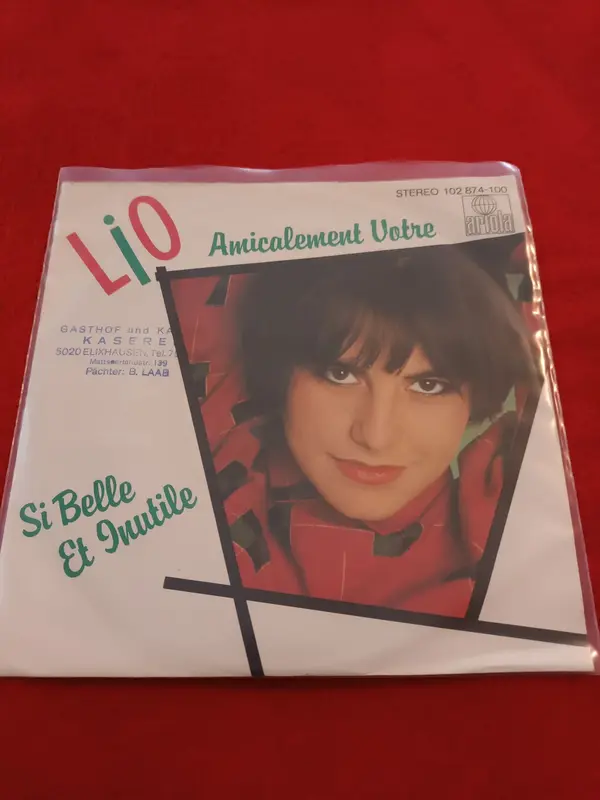 STEREO 102 874-100
ariola
LiO
Amicalement Votre
GASTHOF und
KASERE
5020 ELIXHAUSEN, Tel.
Pächter: B. LAAB
Si Belle
Et Inutile